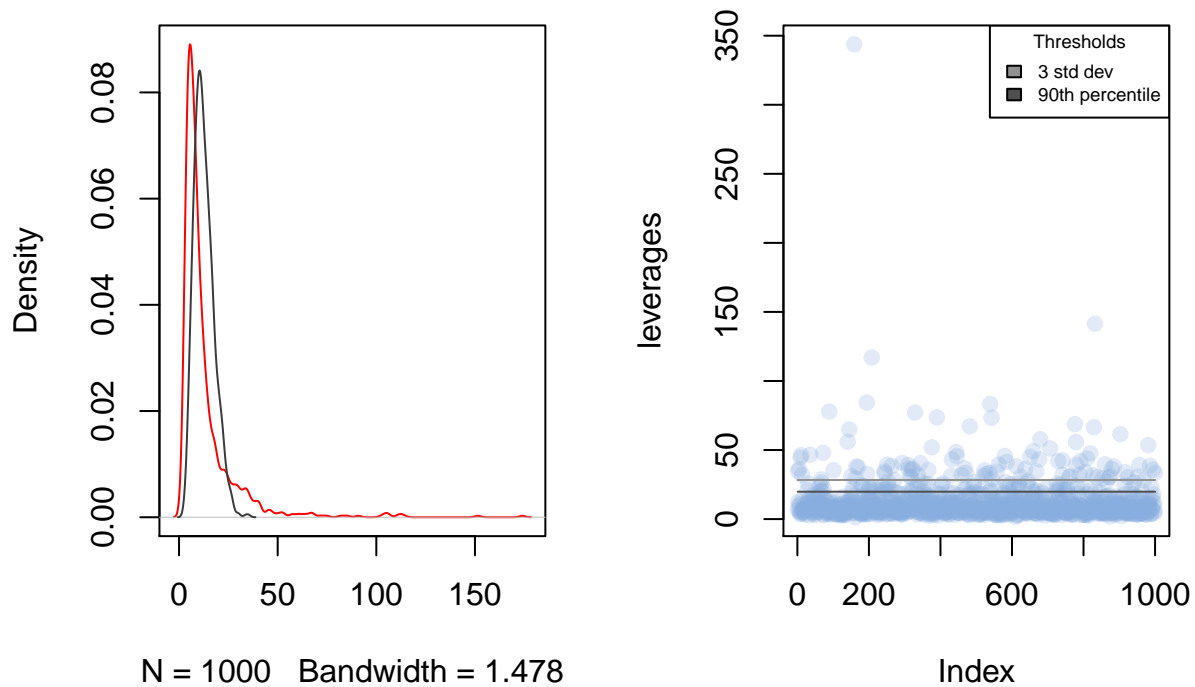 Density
0.00
0.02
0.04
0.06
0.08
0 50 100 150
N = 1000 Bandwidth = 1.478
leverages
0
50
150
250
350
Thresholds
3 std dev
90th percentile
0 200 600 1000
Index